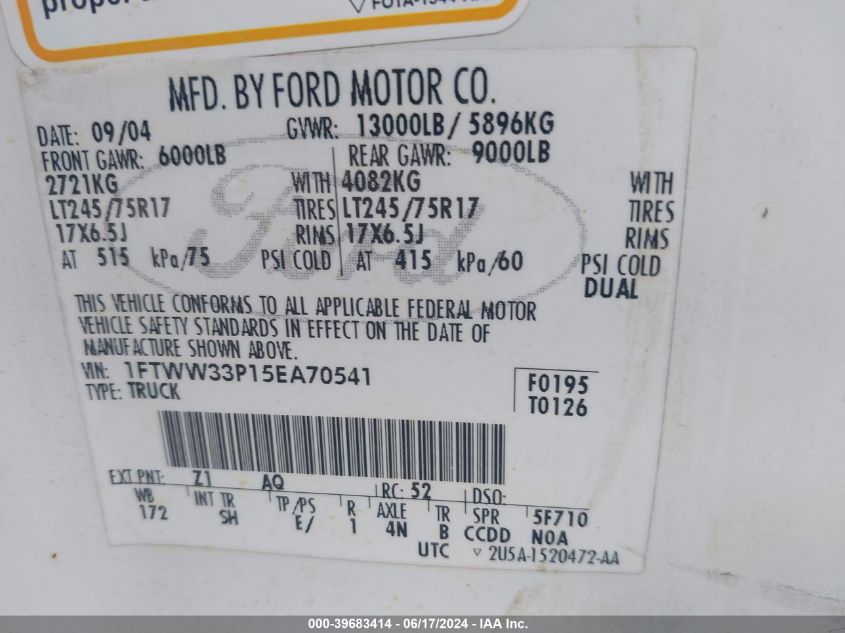 MFD. BY FORD MOTOR CO.
DATE: 09/04 GVWR: 13000LB/ 5896KG
FRONT GAWR: 6000LB REAR GAWR: 9000LB
2721KG WITH 4082KG WITH
LT245/75R17 TIRES LT245/75R17 TIRES
17X6.5J RIMS 17X6.5J RIMS
AT 515 kPa/75 PSI COLD AT 415 kPa/60 PSI COLD
DUAL
Ford
THIS VEHICLE CONFORMS TO ALL APPLICABLE FEDERAL MOTOR
VEHICLE SAFETY STANDARDS IN EFFECT ON THE DATE OF
MANUFACTURE SHOWN ABOVE.
VIN: 1FTWW33P15EA70541
TYPE: TRUCK
F0195
T0126
EXT PNT: Z1 AQ RC: 52 DSO:
WB INT TR TP/PS R AXLE TR SPR 5F710
172 SH E/ 1 4N B CCDD N0A
UTC ▽ 2U5A-1520472-AA
000-39683414 / 06/17/2024 / IAA Inc.